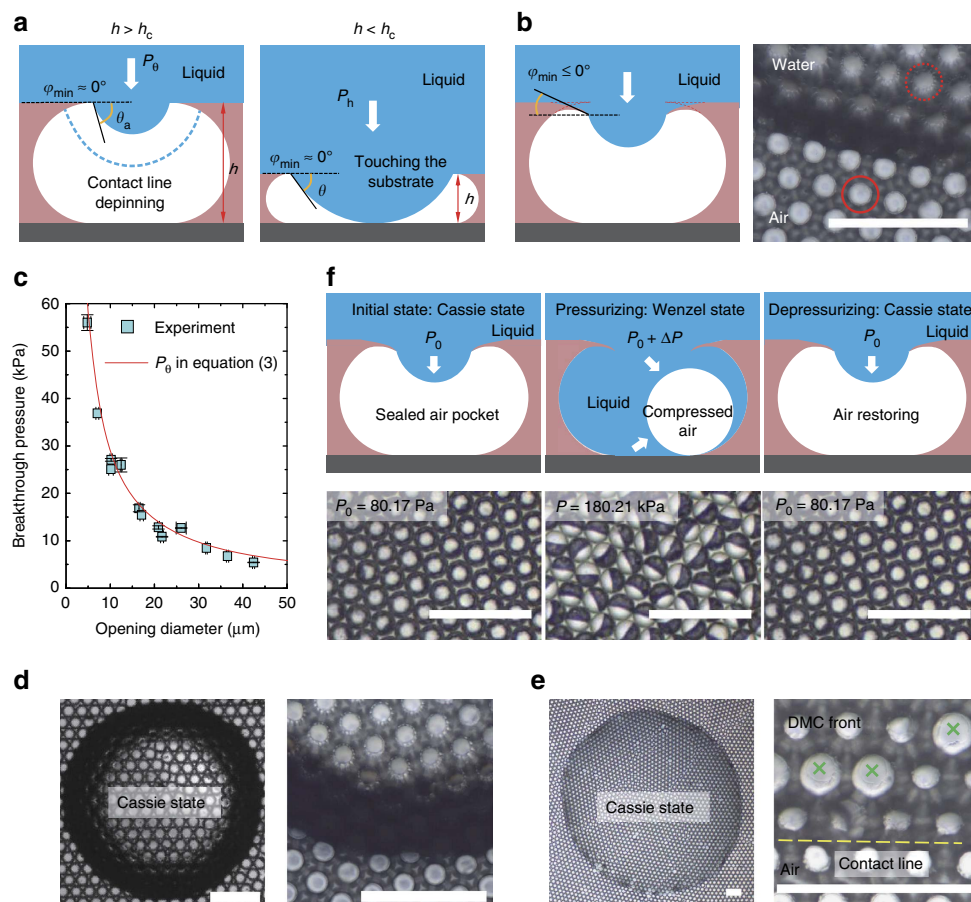 a
h > hc
h < hc
Pθ
Liquid
φmin ≈ 0°
θa
Contact line
depinning
h
Liquid
Ph
φmin ≈ 0°
Touching the
substrate
θ
h
b
φmin ≤ 0°
Liquid
Water
Air
c
60
50
40
30
20
10
0
Breakthrough pressure (kPa)
Experiment
Pθ in equation (3)
0 10 20 30 40 50
Opening diameter (μm)
f
Initial state: Cassie state
P0
Liquid
Sealed air pocket
Pressurizing: Wenzel state
P0 + ΔP
Liquid
Compressed
air
Depressurizing: Cassie state
P0
Liquid
Air restoring
P0 = 80.17 Pa
P = 180.21 kPa
P0 = 80.17 Pa
d
Cassie state
e
Cassie state
DMC front
Air
Contact line